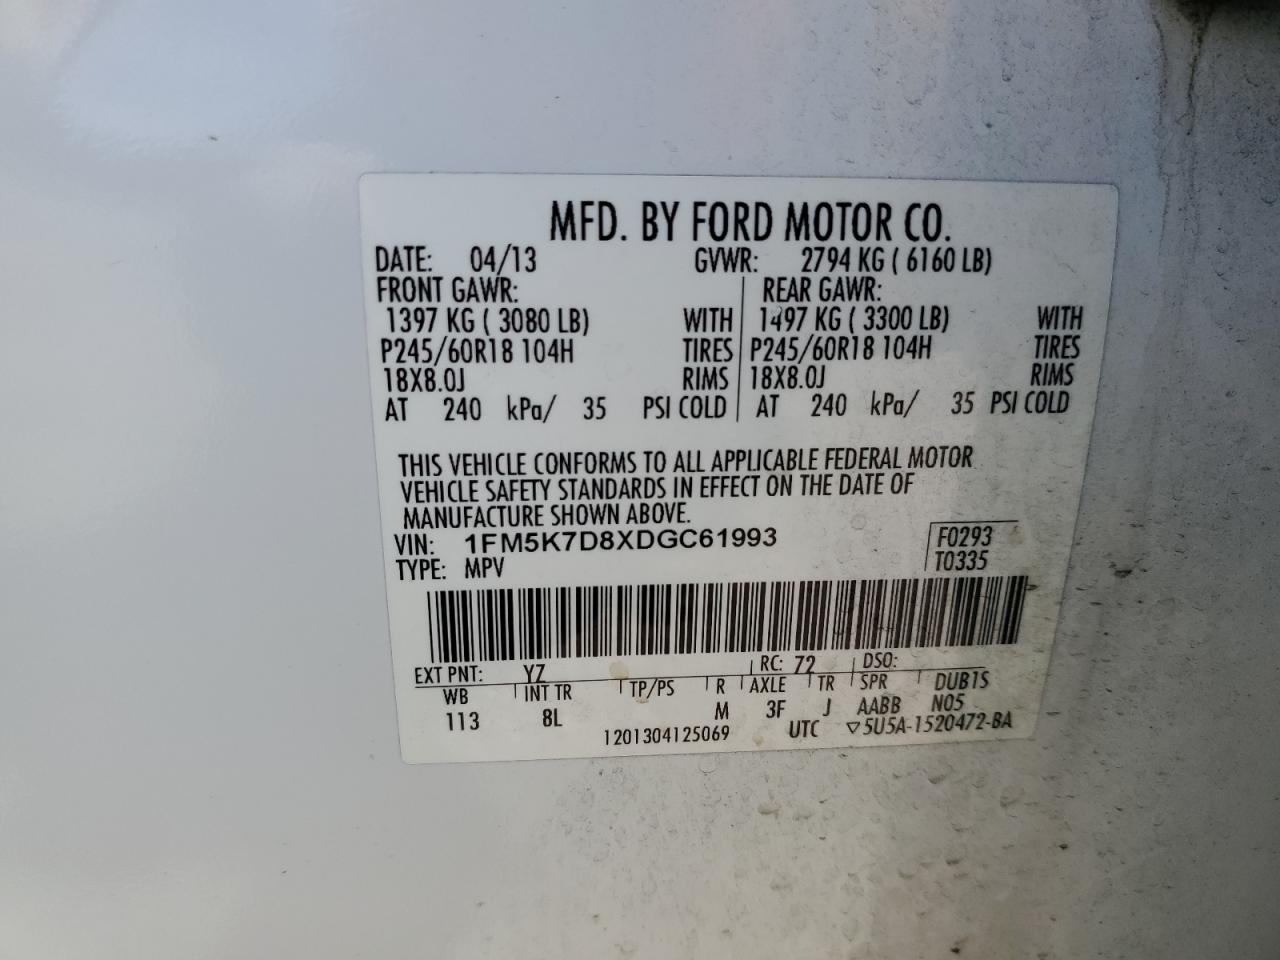 MFD. BY FORD MOTOR CO.
DATE: 04/13 GVWR: 2794 KG ( 6160 LB)
FRONT GAWR: REAR GAWR:
1397 KG ( 3080 LB) WITH 1497 KG ( 3300 LB) WITH
P245/60R18 104H TIRES P245/60R18 104H TIRES
18X8.0J RIMS 18X8.0J RIMS
AT 240 kPa/ 35 PSI COLD AT 240 kPa/ 35 PSI COLD
THIS VEHICLE CONFORMS TO ALL APPLICABLE FEDERAL MOTOR
VEHICLE SAFETY STANDARDS IN EFFECT ON THE DATE OF
MANUFACTURE SHOWN ABOVE.
VIN: 1FM5K7D8XDGC61993 F0293
TYPE: MPV T0335
EXT PNT: YZ RC: 72 DSO:
WB INT TR TP/PS R AXLE TR SPR DUB1S
113 8L M 3F J AABB N05
1201304125069 UTC ▽5U5A-1520472-BA